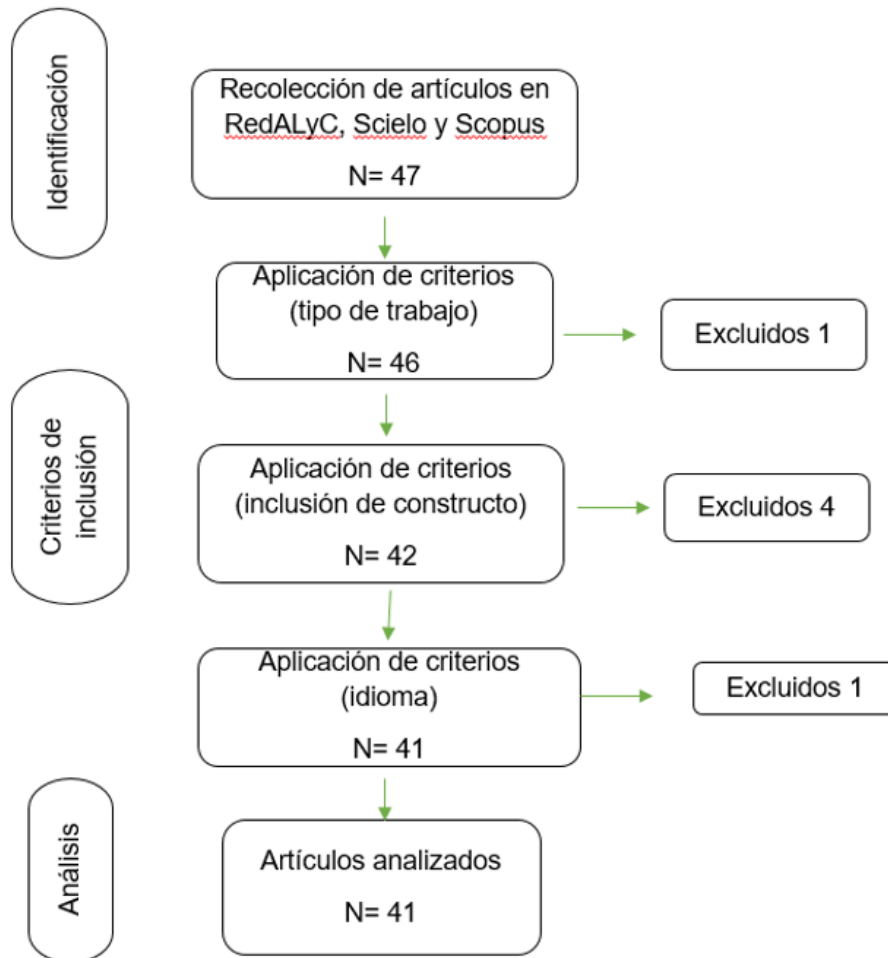 Identificación
Recolección de artículos en
RedALyC, Scielo y Scopus
N= 47
Aplicación de criterios
(tipo de trabajo)
N= 46
Excluidos 1
Criterios de
inclusión
Aplicación de criterios
(inclusión de constructo)
N= 42
Excluidos 4
Aplicación de criterios
(idioma)
N= 41
Excluidos 1
Análisis
Artículos analizados
N= 41